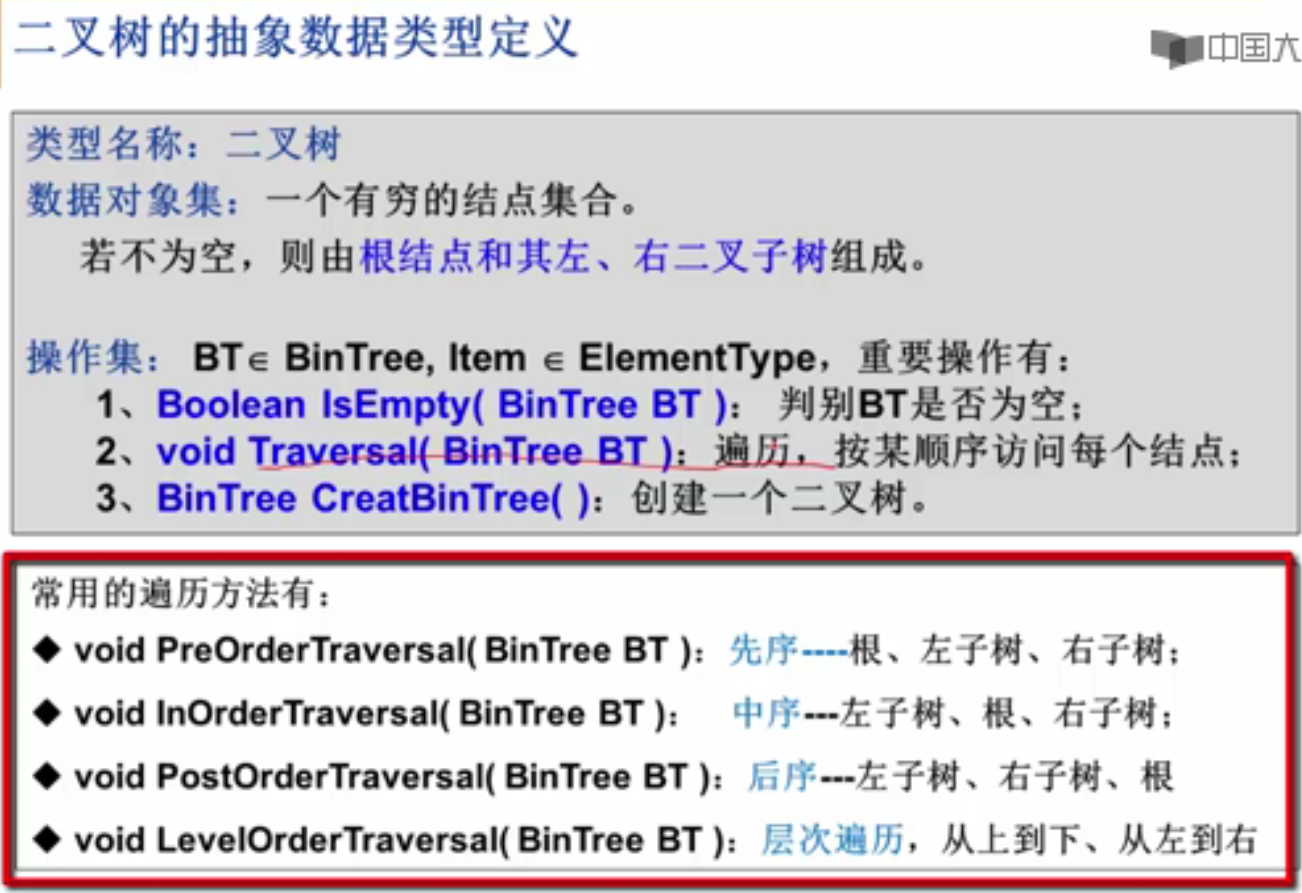 二叉树的抽象数据类型定义
中国大
类型名称：二叉树
数据对象集：一个有穷的结点集合。
若不为空，则由根结点和其左、右二叉子树组成。
操作集： BT∈ BinTree, Item ∈ ElementType，重要操作有：
1、Boolean IsEmpty( BinTree BT )： 判别BT是否为空；
2、void Traversal( BinTree BT )：遍历，按某顺序访问每个结点；
3、BinTree CreatBinTree( )：创建一个二叉树。
常用的遍历方法有：
◆ void PreOrderTraversal( BinTree BT )：先序----根、左子树、右子树；
◆ void InOrderTraversal( BinTree BT )： 中序---左子树、根、右子树；
◆ void PostOrderTraversal( BinTree BT )：后序---左子树、右子树、根
◆ void LevelOrderTraversal( BinTree BT )：层次遍历，从上到下、从左到右